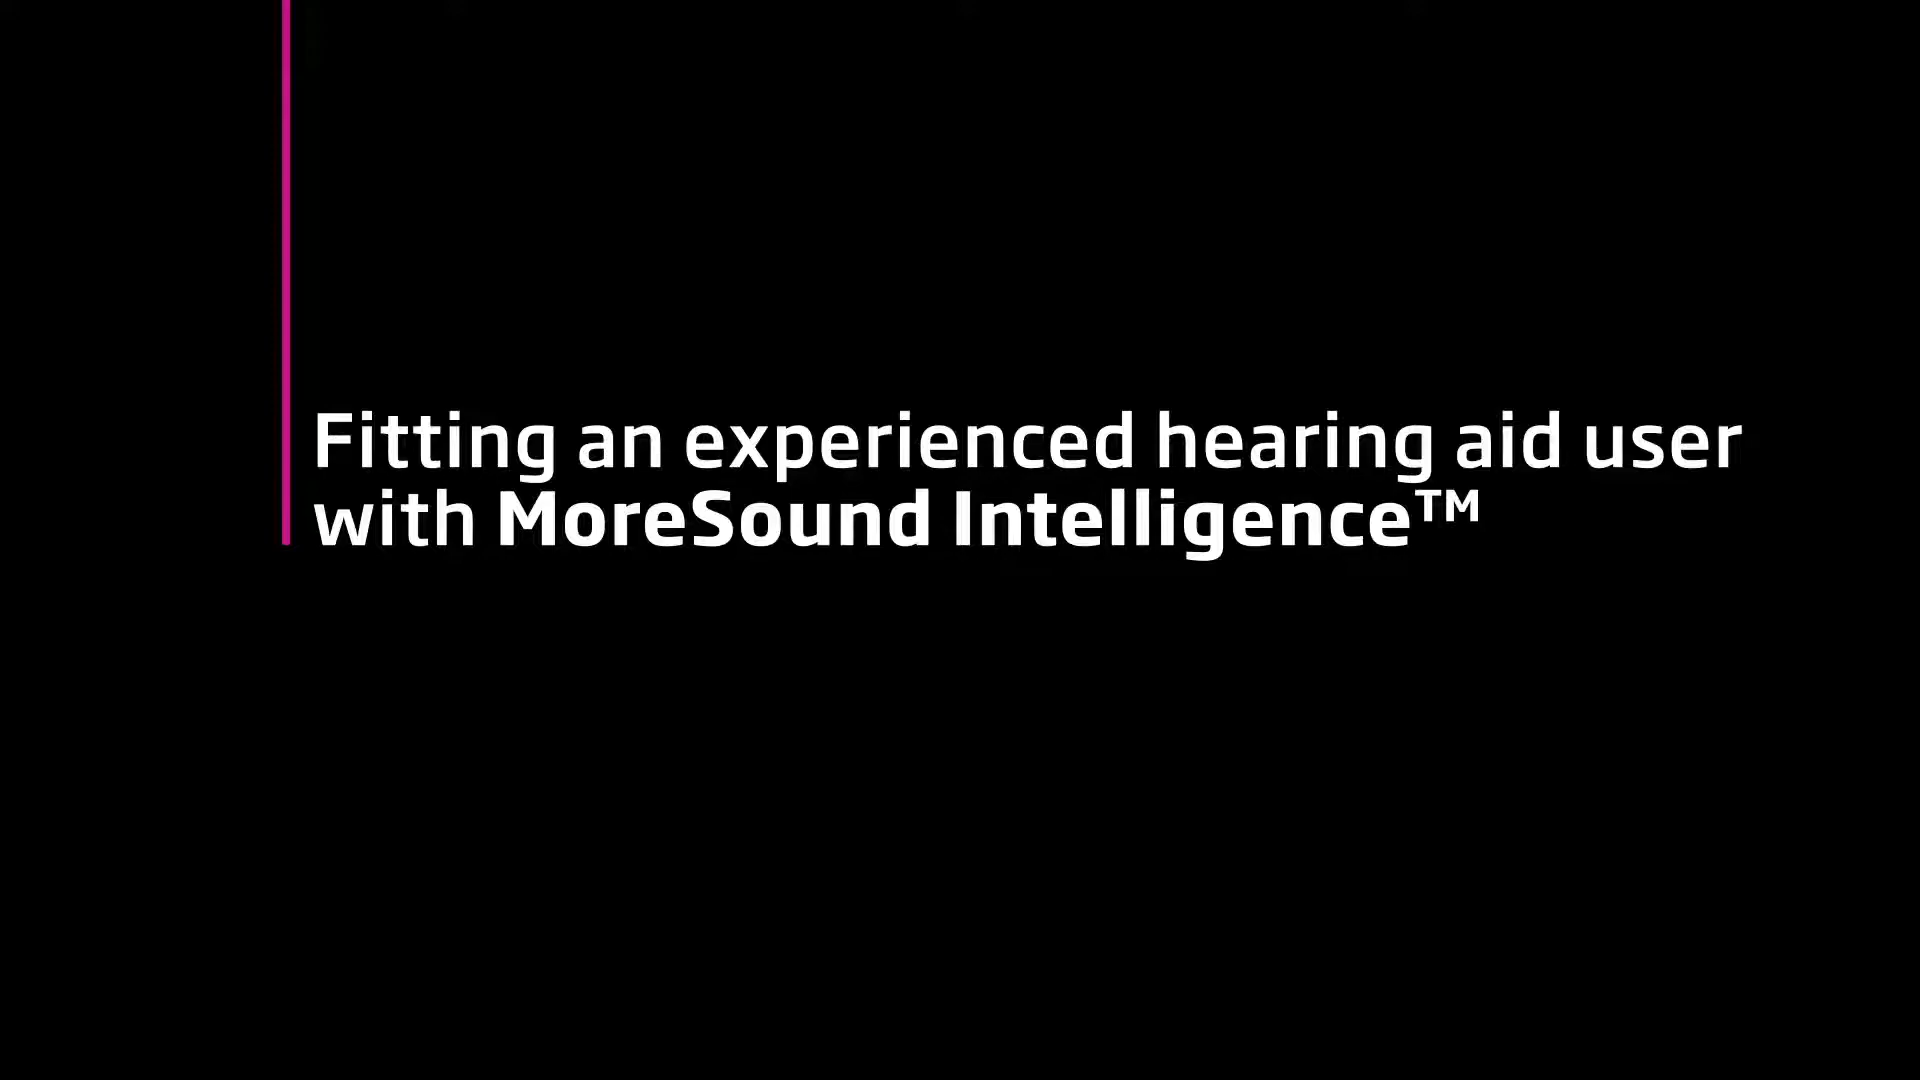 Fitting an experienced hearing aid user
with MoreSound Intelligence™